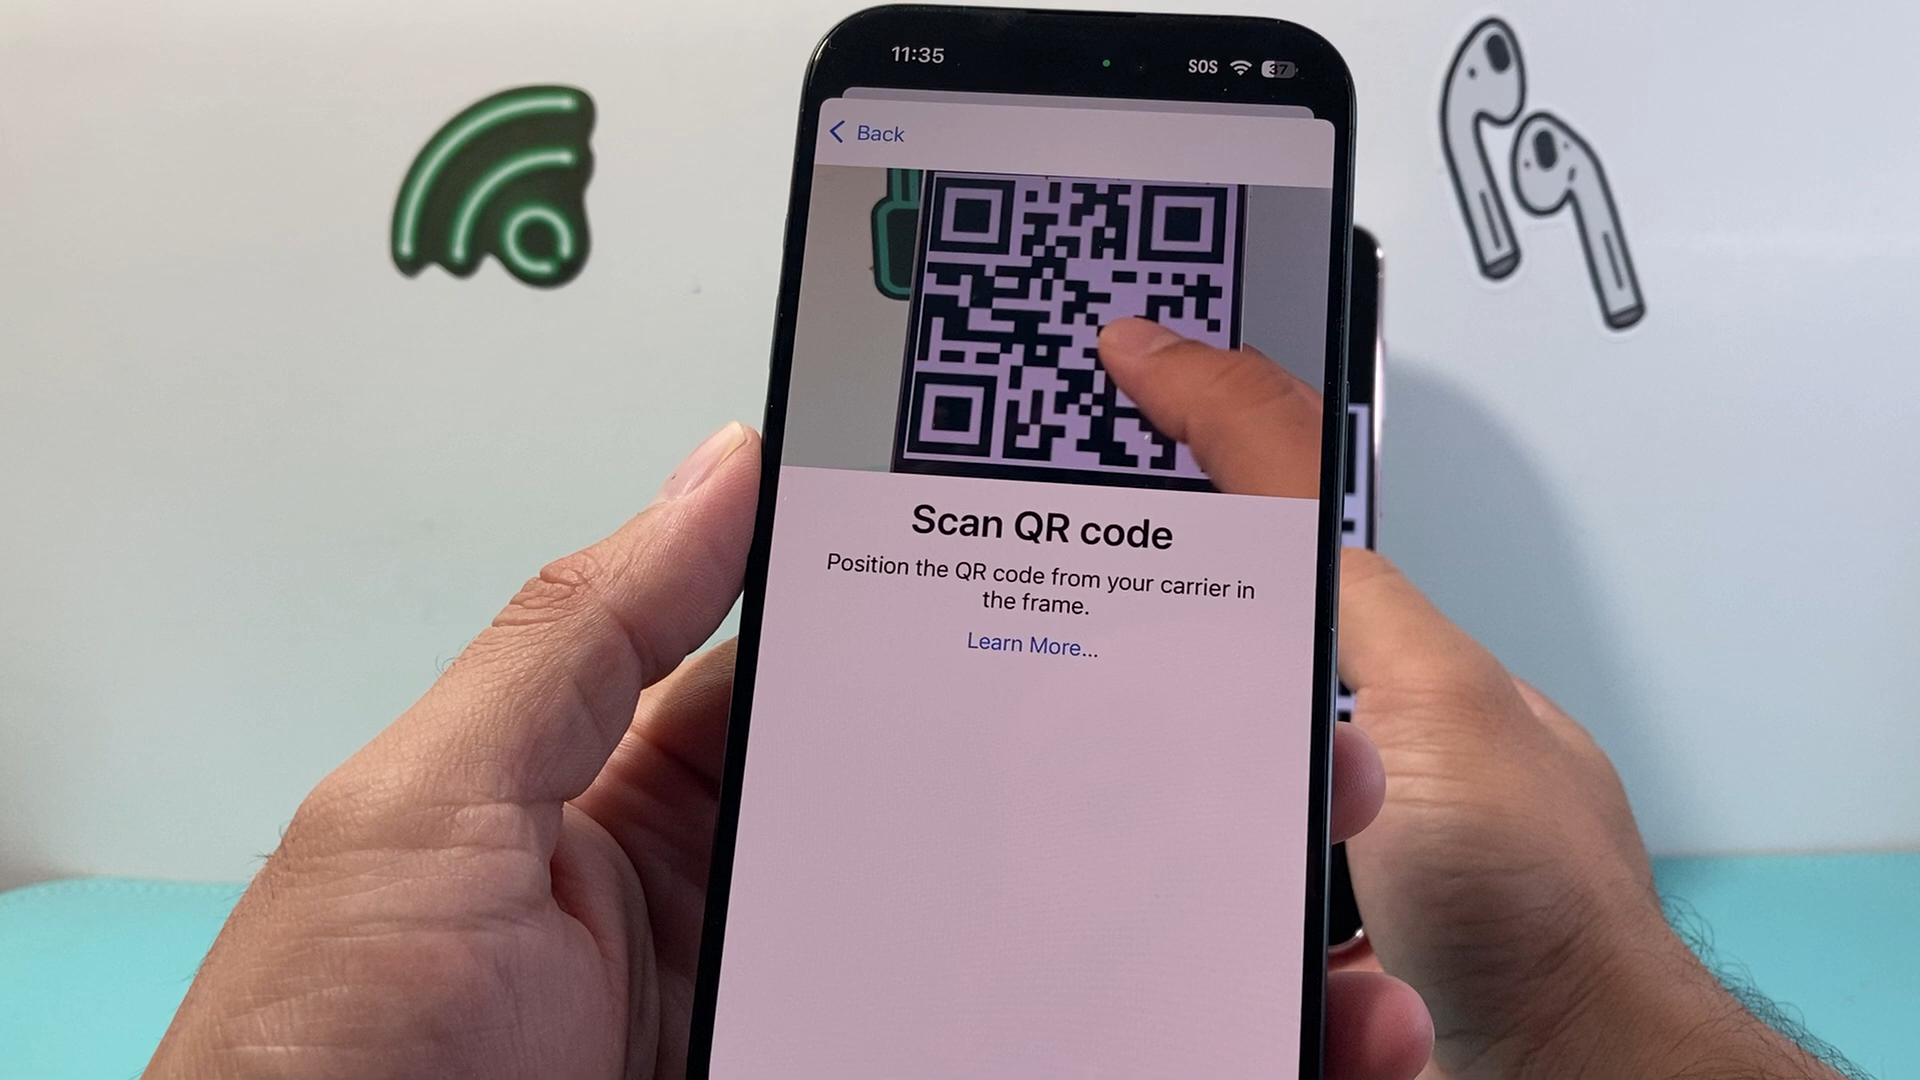 11:35
SOS
37
Back
Scan QR code
Position the QR code from your carrier in
the frame.
Learn More...